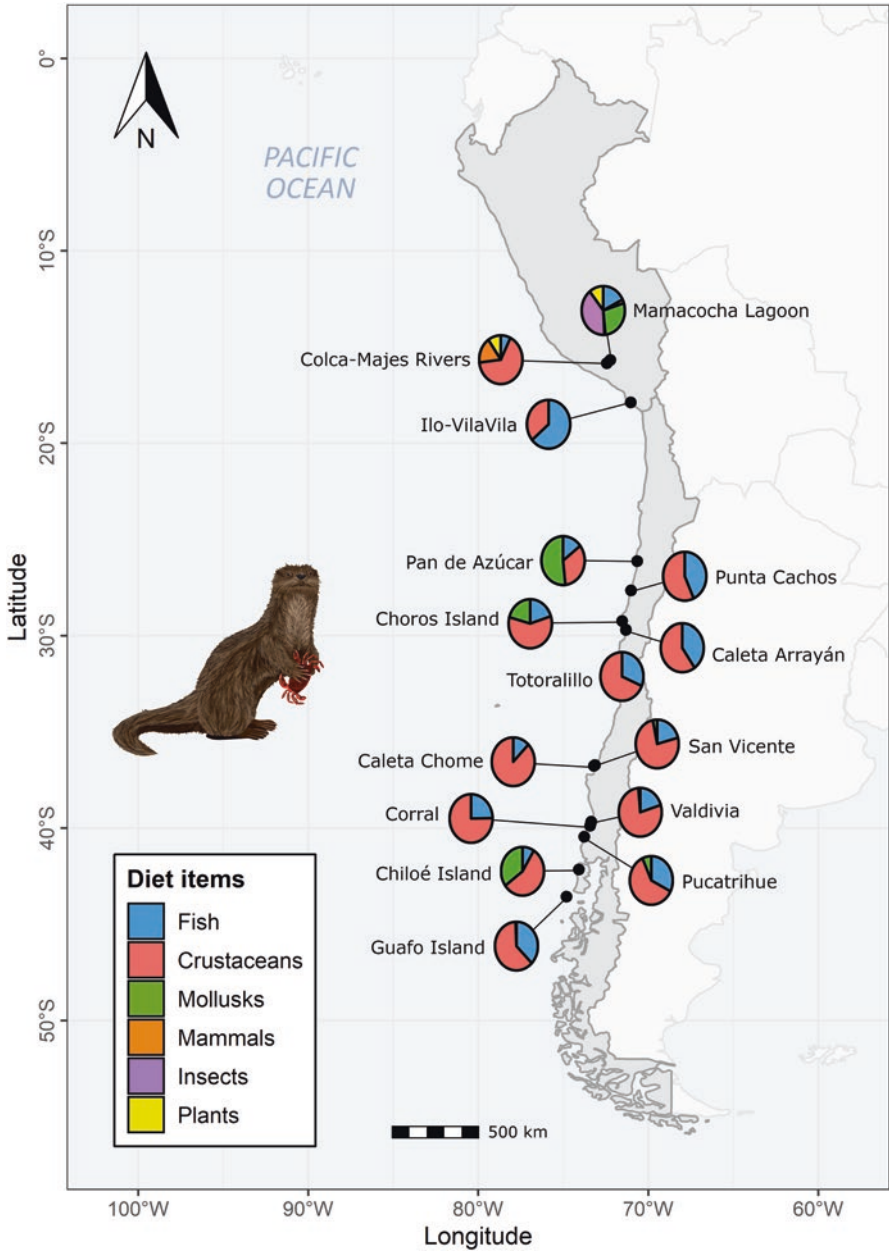 0°
10°S
20°S
30°S
40°S
50°S
Latitude
N
PACIFIC
OCEAN
Mamacocha Lagoon
Colca-Majes Rivers
Ilo-VilaVila
Pan de Azúcar
Punta Cachos
Choros Island
Caleta Arrayán
Totoralillo
San Vicente
Caleta Chome
Valdivia
Corral
Chiloé Island
Pucatrihue
Guafo Island
Diet items
Fish
Crustaceans
Mollusks
Mammals
Insects
Plants
500 km
100°W
90°W
80°W
70°W
60°W
Longitude